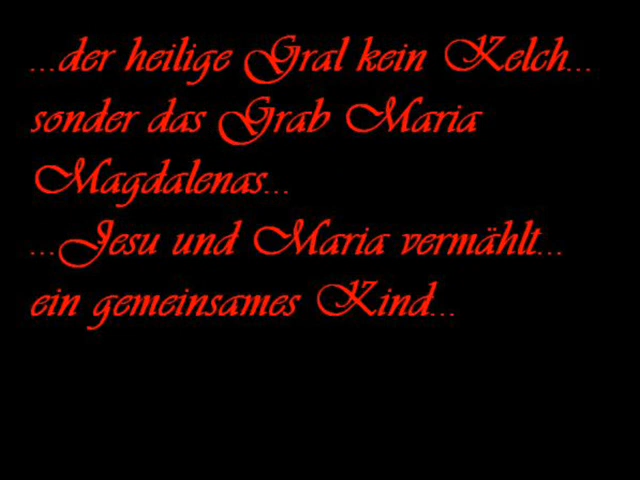 ...der heilige Gral kein Kelch...
sonder das Grab Maria
Magdalenas...
...Jesu und Maria vermählt...
ein gemeinsames Kind...